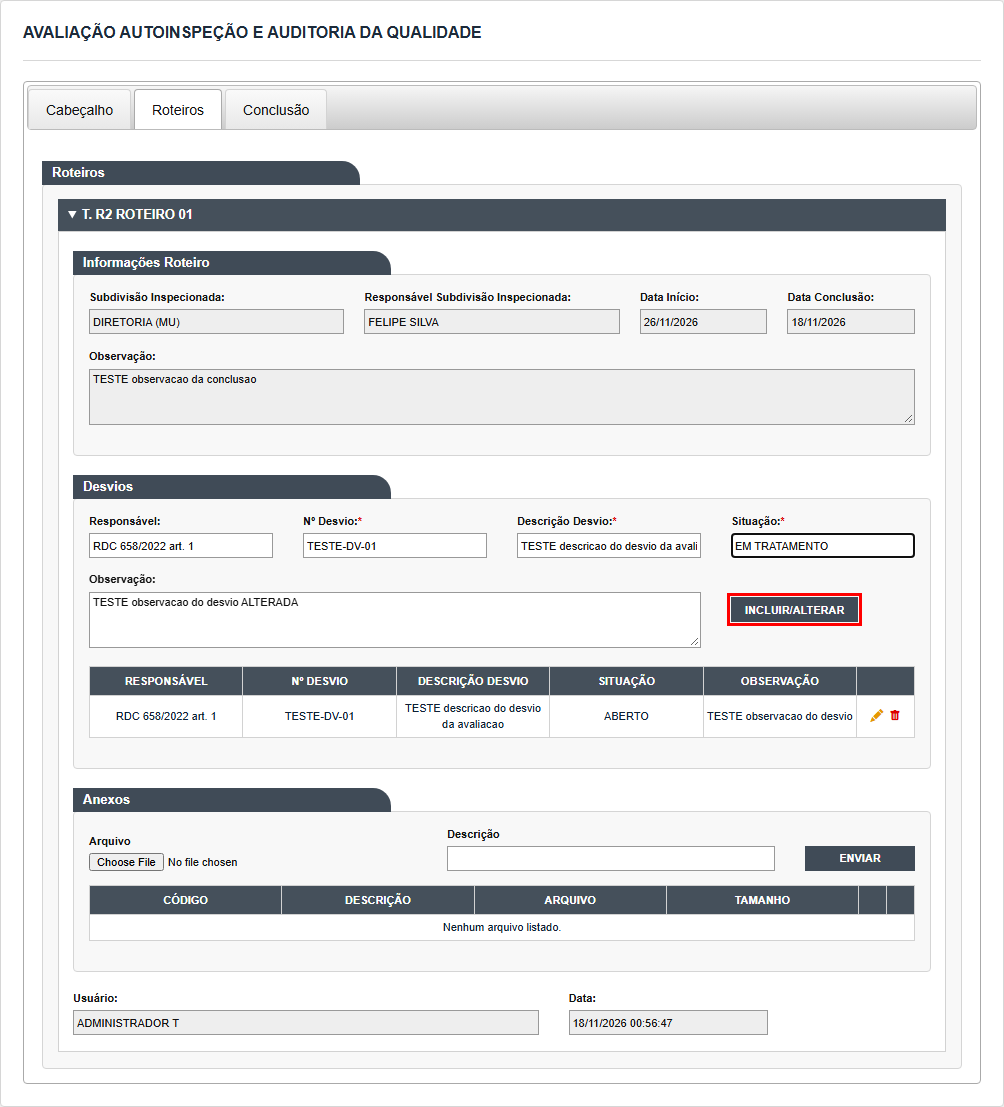 AVALIAÇÃO AUTOINSPEÇÃO E AUDITORIA DA QUALIDADE
Cabeçalho Roteiros Conclusão
Roteiros
▼ T. R2 ROTEIRO 01
Informações Roteiro
Subdivisão Inspecionada: Responsável Subdivisão Inspecionada: Data Início: Data Conclusão:
DIRETORIA (MU) FELIPE SILVA 26/11/2026 18/11/2026
Observação:
TESTE observacao da conclusao
Desvios
Responsável: Nº Desvio:* Descrição Desvio:* Situação:*
RDC 658/2022 art. 1 TESTE-DV-01 TESTE descricao do desvio da avali EM TRATAMENTO
Observação:
TESTE observacao do desvio ALTERADA
INCLUIR/ALTERAR
RESPONSÁVEL Nº DESVIO DESCRIÇÃO DESVIO SITUAÇÃO OBSERVAÇÃO
RDC 658/2022 art. 1 TESTE-DV-01 TESTE descricao do desvio da avaliacao ABERTO TESTE observacao do desvio
Anexos
Arquivo Descrição
Choose File No file chosen ENVIAR
CÓDIGO DESCRIÇÃO ARQUIVO TAMANHO
Nenhum arquivo listado.
Usuário: Data:
ADMINISTRADOR T 18/11/2026 00:56:47